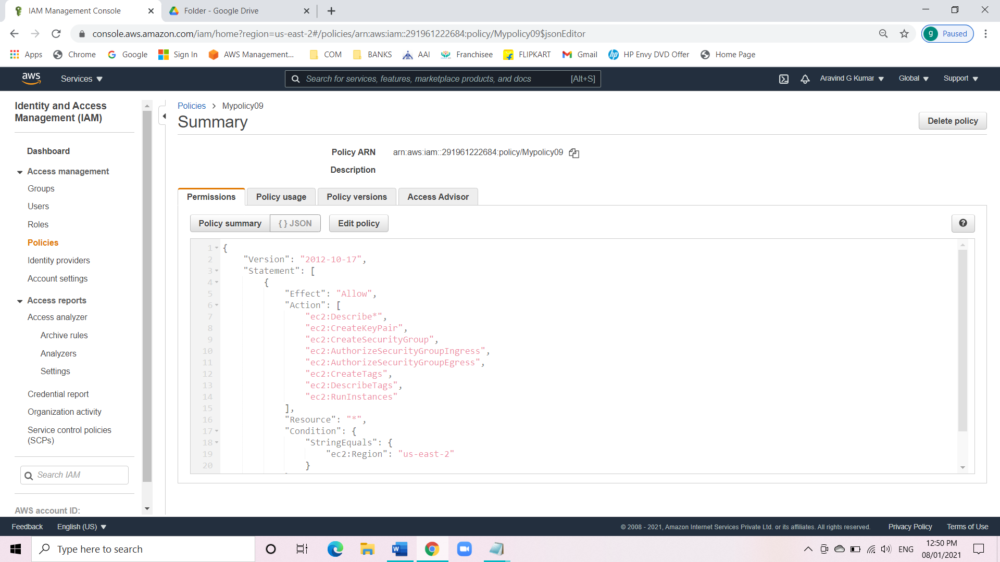 IAM Management Console
Folder - Google Drive
console.aws.amazon.com/iam/home?region=us-east-2#/policies/arn:aws:iam::291961222684:policy/Mypolicy09$jsonEditor
g Paused
Apps Chrome Google Sign In AWS Management... COM BANKS AAI Franchisee FLIPKART Gmail HP Envy DVD Offer Home Page
aws Services Search for services, features, marketplace products, and docs [Alt+S] Aravind G Kumar Global Support
Identity and Access
Management (IAM)
Dashboard
Access management
Groups
Users
Roles
Policies
Identity providers
Account settings
Access reports
Access analyzer
Archive rules
Analyzers
Settings
Credential report
Organization activity
Service control policies
(SCPs)
Search IAM
AWS account ID:
Policies > Mypolicy09
Summary
Delete policy
Policy ARN arn:aws:iam::291961222684:policy/Mypolicy09
Description
Permissions Policy usage Policy versions Access Advisor
Policy summary { } JSON Edit policy
1 {
2 "Version": "2012-10-17",
3 "Statement": [
4 {
5 "Effect": "Allow",
6 "Action": [
7 "ec2:Describe*",
8 "ec2:CreateKeyPair",
9 "ec2:CreateSecurityGroup",
10 "ec2:AuthorizeSecurityGroupIngress",
11 "ec2:AuthorizeSecurityGroupEgress",
12 "ec2:CreateTags",
13 "ec2:DescribeTags",
14 "ec2:RunInstances"
15 ],
16 "Resource": "*",
17 "Condition": {
18 "StringEquals": {
19 "ec2:Region": "us-east-2"
20 }
Feedback English (US) © 2008 - 2021, Amazon Internet Services Private Ltd. or its affiliates. All rights reserved. Privacy Policy Terms of Use
Type here to search
ENG
12:50 PM
08/01/2021